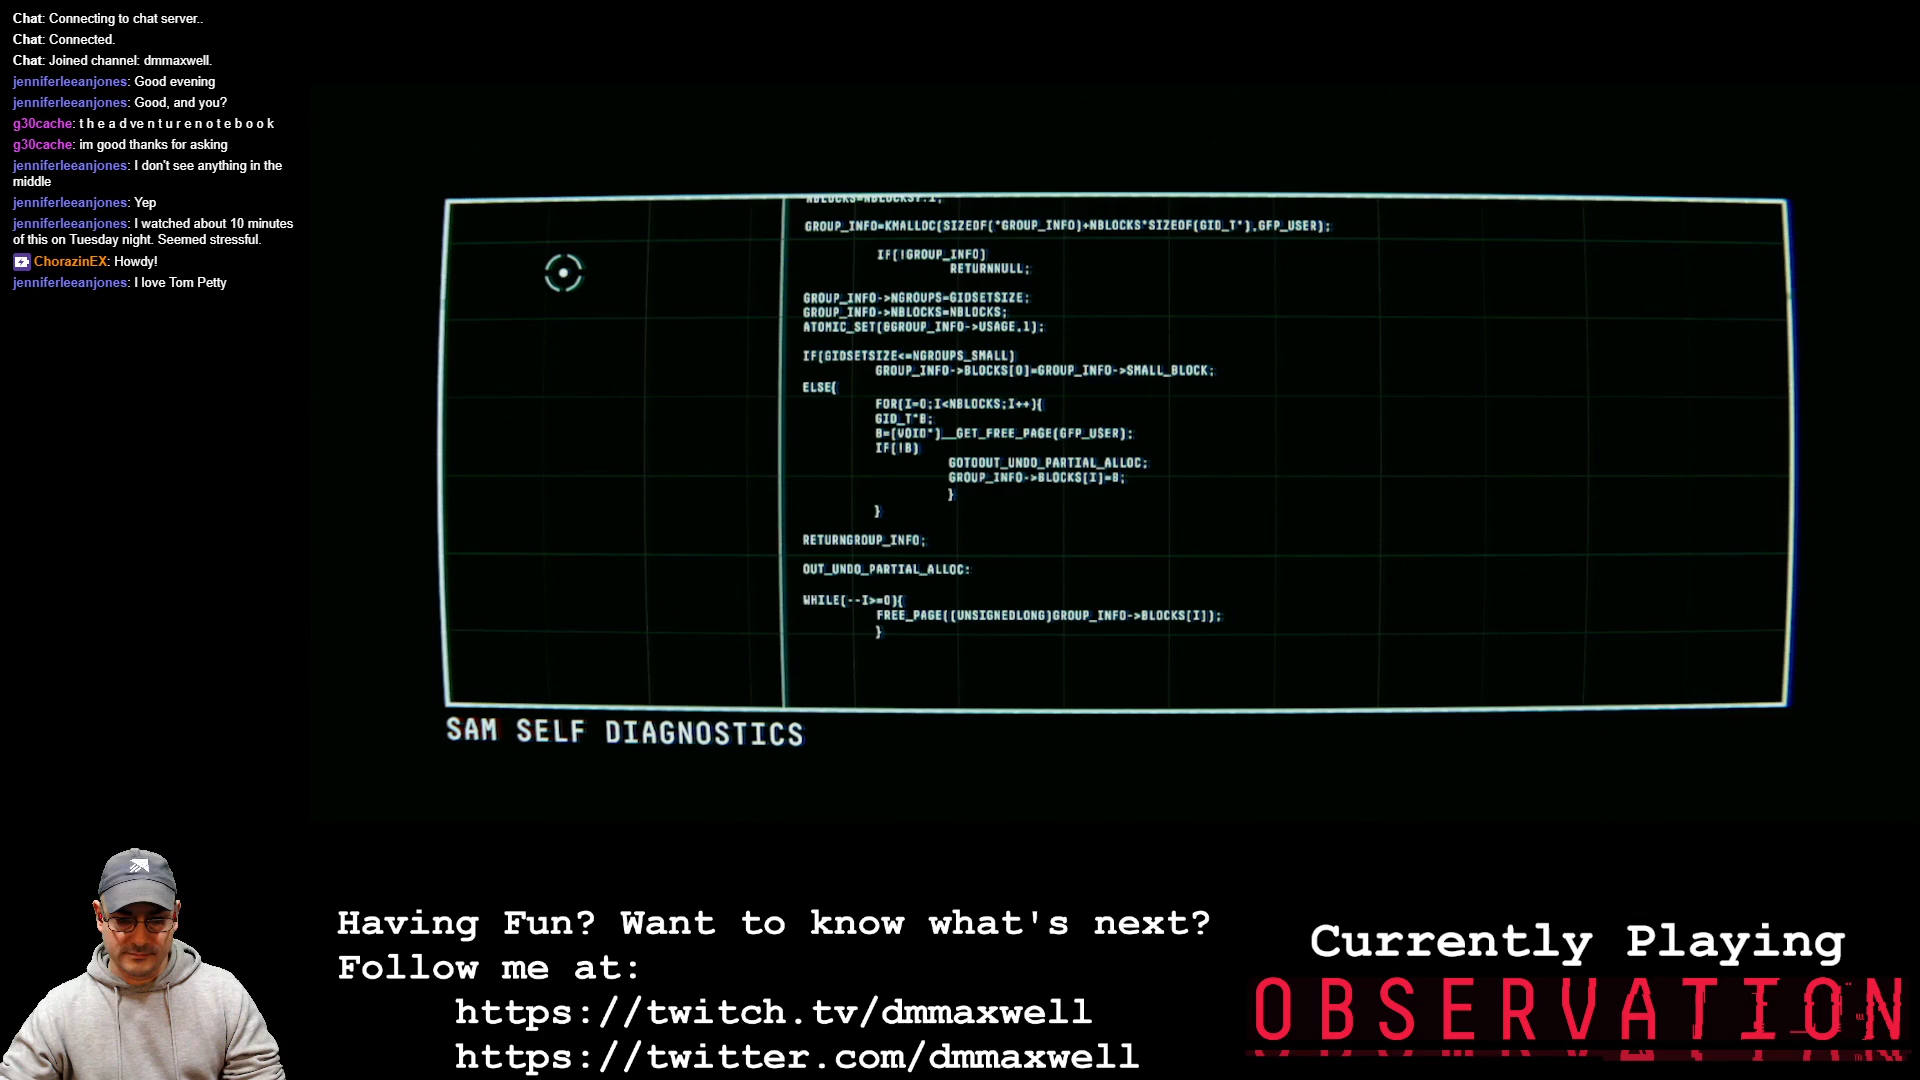 Chat: Connecting to chat server..
Chat: Connected.
Chat: Joined channel: dmmaxwell.
jenniferleeanjones: Good evening
jenniferleeanjones: Good, and you?
g30cache: t h e a d ve n t u r e n o t e b o o k
g30cache: im good thanks for asking
jenniferleeanjones: I don't see anything in the
middle
jenniferleeanjones: Yep
jenniferleeanjones: I watched about 10 minutes
of this on Tuesday night. Seemed stressful.
ChorazinEX: Howdy!
jenniferleeanjones: I love Tom Petty
GROUP_INFO=KMALLOC(SIZEOF(*GROUP_INFO)+NBLOCKS*SIZEOF(GID_T*),GFP_USER);
IF(!GROUP_INFO)
RETURNNULL;
GROUP_INFO->NGROUPS=GIDSETSIZE;
GROUP_INFO->NBLOCKS=NBLOCKS;
ATOMIC_SET(&GROUP_INFO->USAGE,1);
IF(GIDSETSIZE<=NGROUPS_SMALL)
GROUP_INFO->BLOCKS[0]=GROUP_INFO->SMALL_BLOCK;
ELSE{
FOR(I=0;I<NBLOCKS;I++){
GID_T*B;
B=(VOID*)__GET_FREE_PAGE(GFP_USER);
IF(!B)
GOTOOUT_UNDO_PARTIAL_ALLOC;
GROUP_INFO->BLOCKS[I]=B;
}
}
RETURNGROUP_INFO;
OUT_UNDO_PARTIAL_ALLOC:
WHILE(--I>=0){
FREE_PAGE((UNSIGNEDLONG)GROUP_INFO->BLOCKS[I]);
}
SAM SELF DIAGNOSTICS
Having Fun? Want to know what's next?
Follow me at:
https://twitch.tv/dmmaxwell
https://twitter.com/dmmaxwell
Currently Playing
OBSERVATION